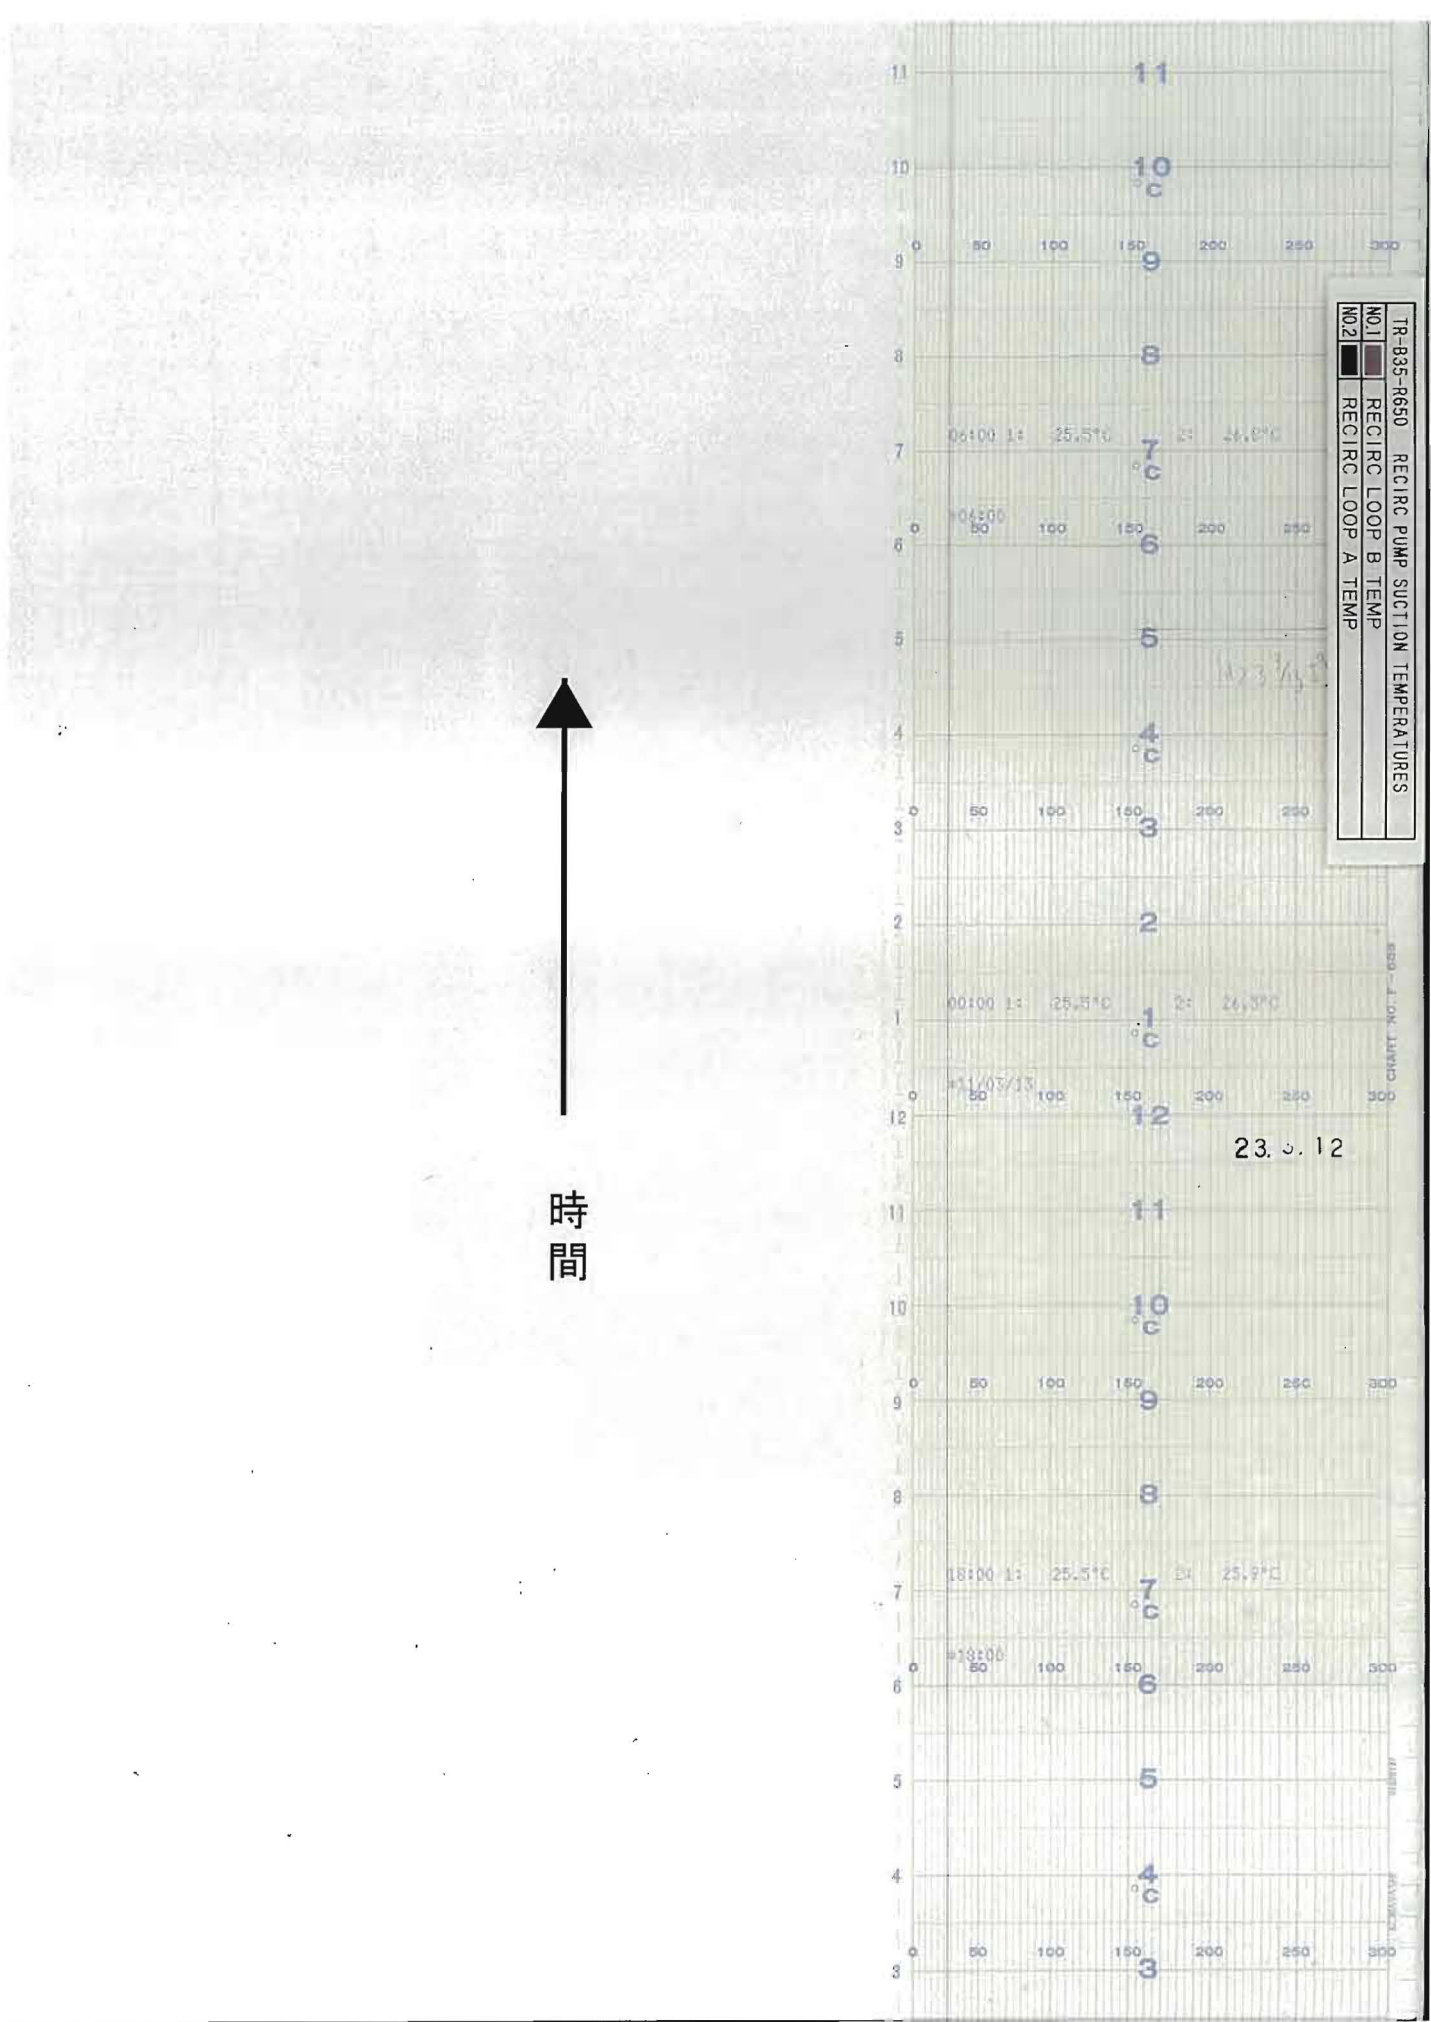 11 11
10 10
°C
0 50 100 150 200 250 300
9 9
8 8
06:00 1: 25.5°C 2:
7 7
°C
*06:00
0 100 150 200 250
6 6
5 5
4 4
°C
0 50 100 150 200 250
3 3
2 2
00:00 1: 25.5°C 2: 26.3°C
1 1
°C
*11/03/13
0 50 100 150 200 250 300
12 12
23. 3. 12
11 11
10 10
°C
0 50 100 150 200 250 300
9 9
8 8
18:00 1: 25.5°C 2: 25.9°C
7 7
°C
*18:00
0 50 100 150 200 250 300
6 6
5 5
4 4
°C
0 50 100 150 200 250 300
3 3
TR-B35-R650 RECIRC PUMP SUCTION TEMPERATURES
NO.1 RECIRC LOOP B TEMP
NO.2 RECIRC LOOP A TEMP
CHART NO.
時間